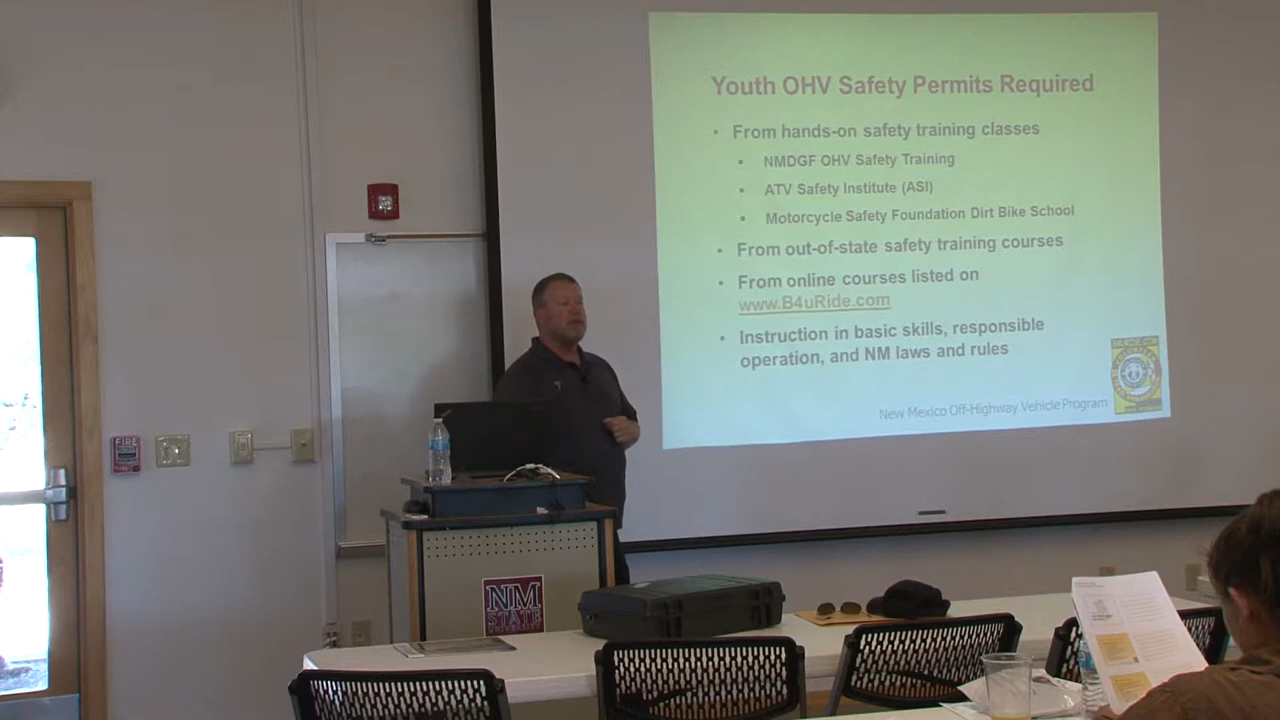 Youth OHV Safety Permits Required
• From hands-on safety training classes
▪ NMDGF OHV Safety Training
▪ ATV Safety Institute (ASI)
▪ Motorcycle Safety Foundation Dirt Bike School
• From out-of-state safety training courses
• From online courses listed on
www.B4uRide.com
• Instruction in basic skills, responsible
operation, and NM laws and rules
New Mexico Off-Highway Vehicle Program
FIRE
NM
STATE
UNIVERSITY